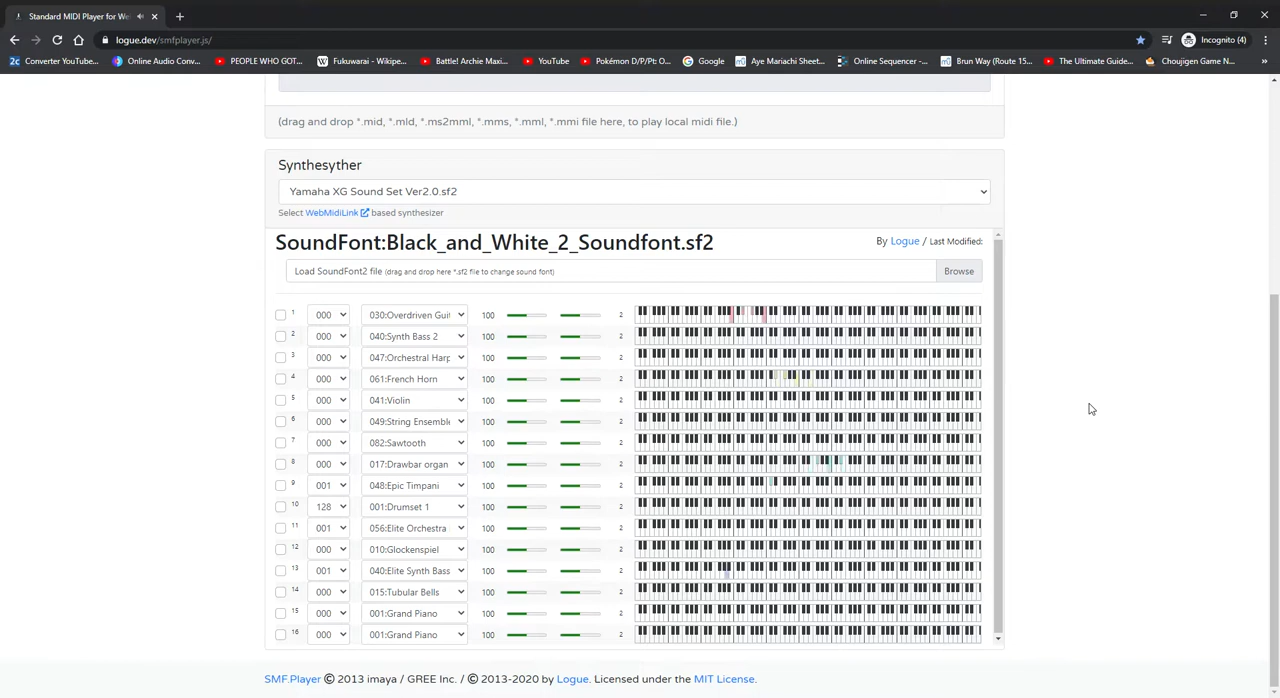 Standard MIDI Player for We
Incognito (4)
logue.dev/smfplayer.js/
Converter YouTube...
Online Audio Conv...
PEOPLE WHO GOT...
Fukuwarai - Wikipe...
Battle! Archie Maxi...
YouTube
Pokémon D/P/Pt: O...
Google
Aye Mariachi Sheet...
Online Sequencer -...
Brun Way (Route 15...
The Ultimate Guide...
Choujigen Game N...
»
(drag and drop *.mid, *.mld, *.ms2mml, *.mms, *.mml, *.mmi file here, to play local midi file.)
Synthesyther
Yamaha XG Sound Set Ver2.0.sf2
Select WebMidiLink based synthesizer
SoundFont:Black_and_White_2_Soundfont.sf2
By Logue / Last Modified:
Load SoundFont2 file (drag and drop here *.sf2 file to change sound font)
Browse
1 000 030:Overdriven Guit 100 2
2 000 040:Synth Bass 2 100 2
3 000 047:Orchestral Harp 100 2
4 000 061:French Horn 100 2
5 000 041:Violin 100 2
6 000 049:String Ensemble 100 2
7 000 082:Sawtooth 100 2
8 000 017:Drawbar organ 100 2
9 001 048:Epic Timpani 100 2
10 128 001:Drumset 1 100 2
11 001 056:Elite Orchestra 100 2
12 000 010:Glockenspiel 100 2
13 001 040:Elite Synth Bass 100 2
14 000 015:Tubular Bells 100 2
15 000 001:Grand Piano 100 2
16 000 001:Grand Piano 100 2
SMF.Player © 2013 imaya / GREE Inc. / © 2013-2020 by Logue. Licensed under the MIT License.